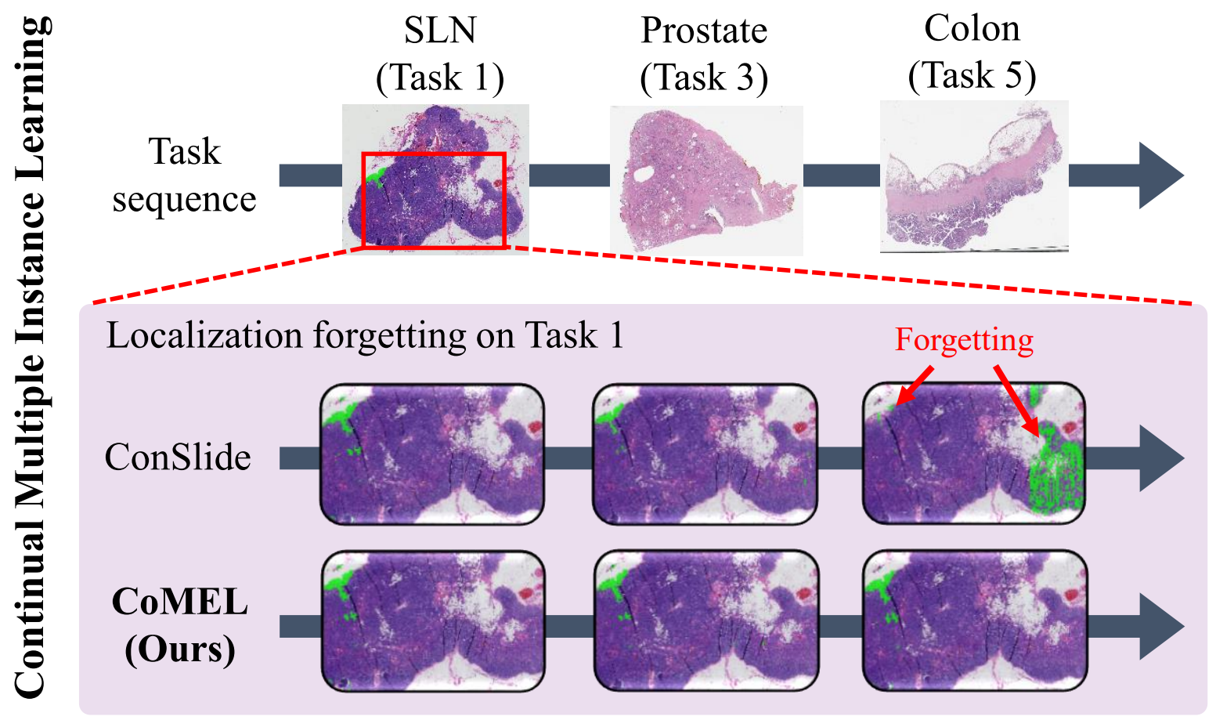 Continual Multiple Instance Learning
SLN
(Task 1)
Prostate
(Task 3)
Colon
(Task 5)
Task
sequence
Localization forgetting on Task 1
Forgetting
ConSlide
CoMEL
(Ours)